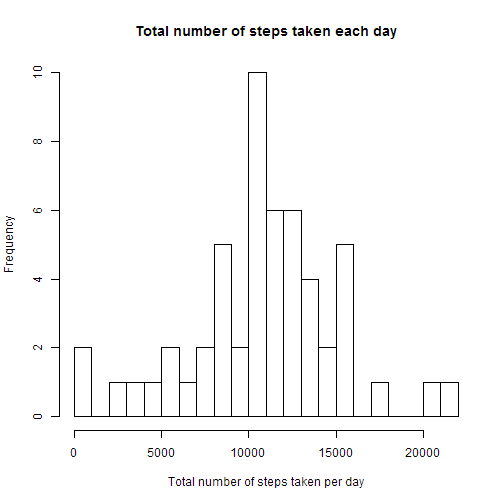 Total number of steps taken each day
Frequency
10
8
6
4
2
0
0 5000 10000 15000 20000
Total number of steps taken per day